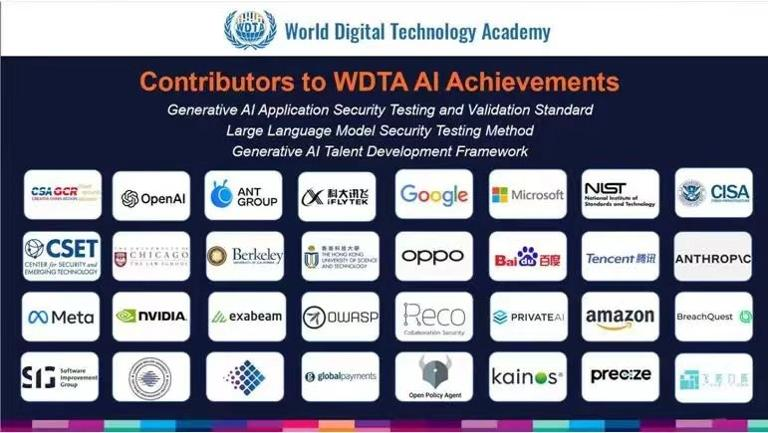 WDTA
World Digital Technology Academy
Contributors to WDTA AI Achievements
Generative AI Application Security Testing and Validation Standard
Large Language Model Security Testing Method
Generative AI Talent Development Framework
CSA GCR
OpenAI
ANT
GROUP
科大讯飞
iFLYTEK
Google
Microsoft
NIST
National Institute of
Standards and Technology
CISA
CSET
CENTER for SECURITY and
EMERGING TECHNOLOGY
THE UNIVERSITY OF
CHICAGO
THE LAW SCHOOL
Berkeley
UNIVERSITY OF CALIFORNIA
香港科技大學
THE HONG KONG
UNIVERSITY OF SCIENCE
AND TECHNOLOGY
oppo
Bai du 百度
Tencent 腾讯
ANTHROP\C
Meta
NVIDIA.
exabeam
OWASP
Reco
Collaboration Security
PRIVATE AI
amazon
BreachQuest
SIG
Software
Improvement
Group
globalpayments
Open Policy Agent
kainos®
preeze